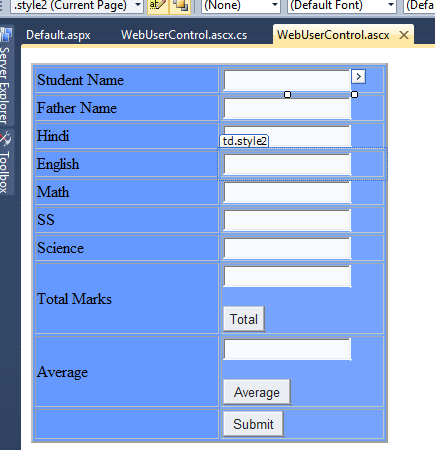 .style2 (Current Page)
(None)
(Default Font)
(Defa
Default.aspx
WebUserControl.ascx.cs
WebUserControl.ascx
Server Explorer
Toolbox
Student Name
Father Name
Hindi
td.style2
English
Math
SS
Science
Total Marks
Total
Average
Average
Submit